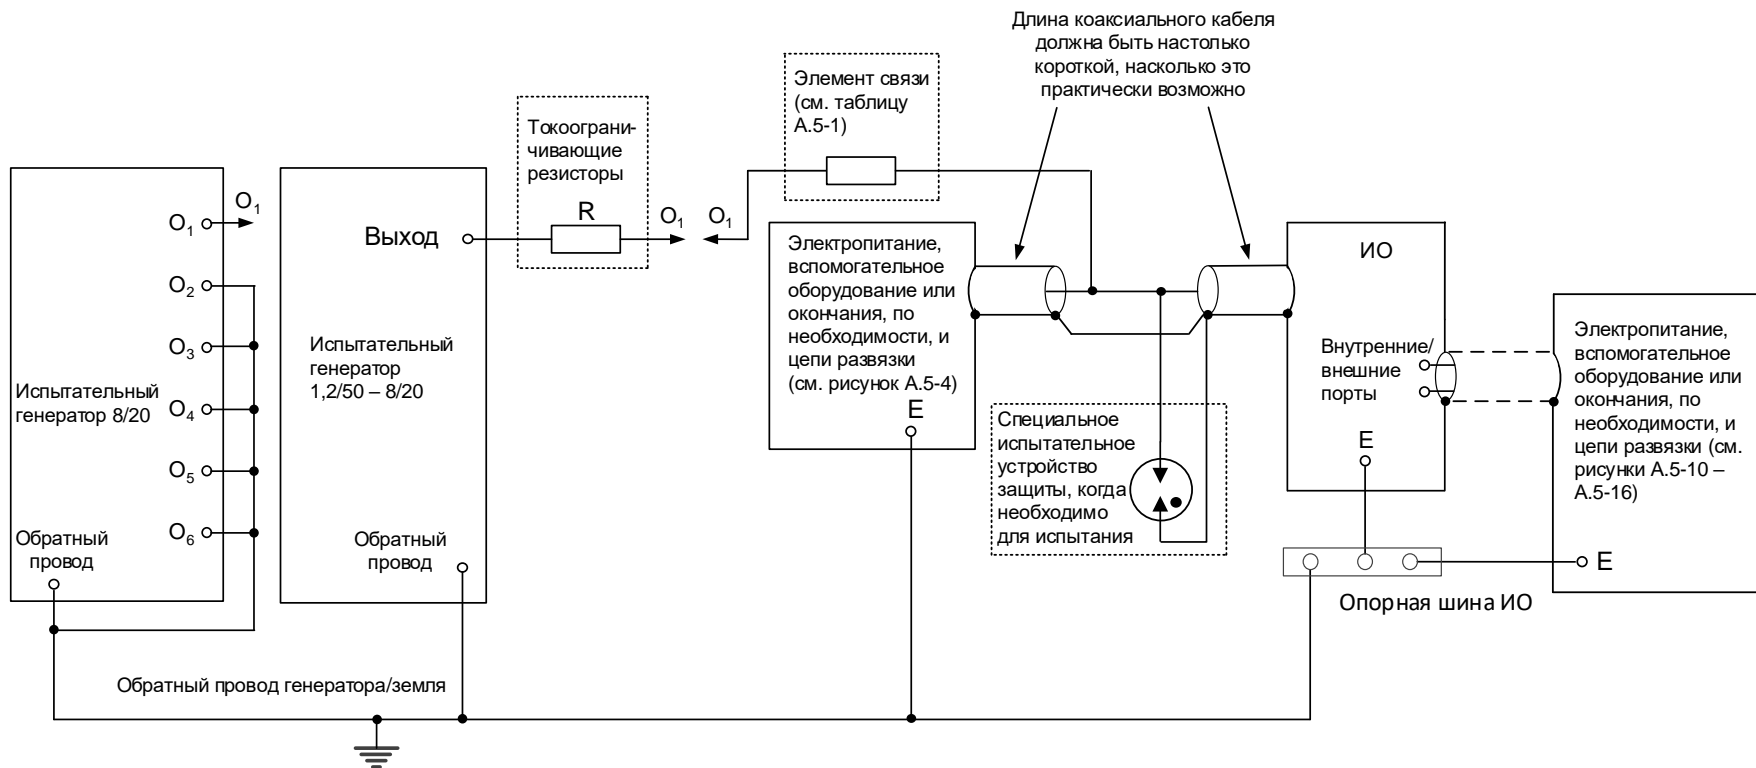 Длина коаксиального кабеля
должна быть настолько
короткой, насколько это
практически возможно
Элемент связи
(см. таблицу
A.5-1)
Токоограни-
чивающие
резисторы
R
O1
O1
O1
O1
O2
O3
O4
O5
O6
Испытательный
генератор 8/20
Обратный
провод
Выход
Испытательный
генератор
1,2/50 – 8/20
Обратный
провод
Электропитание,
вспомогательное
оборудование или
окончания, по
необходимости, и
цепи развязки
(см. рисунок A.5-4)
E
Специальное
испытательное
устройство
защиты, когда
необходимо
для испытания
ИО
Внутренние/
внешние
порты
E
Электропитание,
вспомогательное
оборудование или
окончания, по
необходимости, и
цепи развязки (см.
рисунки A.5-10 –
A.5-16)
E
Опорная шина ИО
Обратный провод генератора/земля